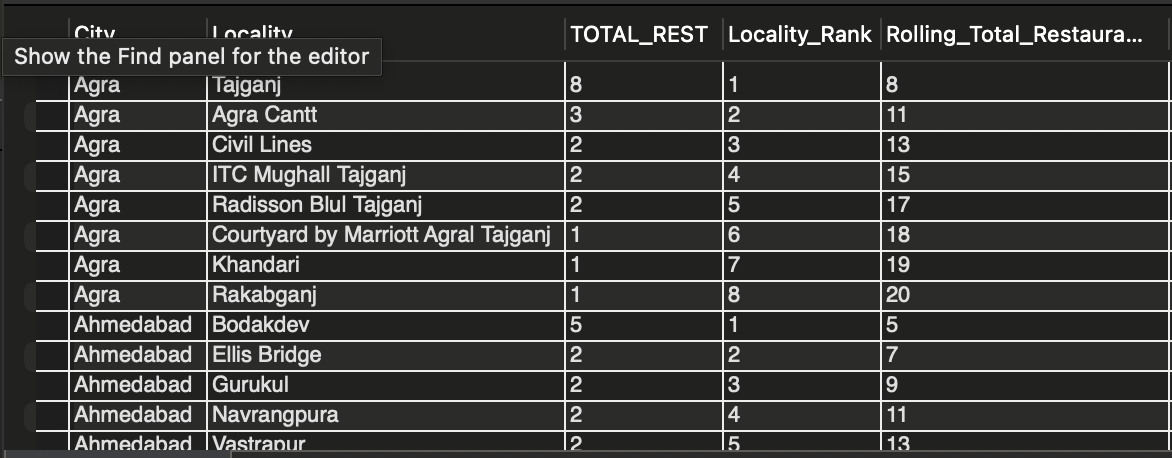 City Locality TOTAL_REST Locality_Rank Rolling_Total_Restaura...
Show the Find panel for the editor
Agra Tajganj 8 1 8
Agra Agra Cantt 3 2 11
Agra Civil Lines 2 3 13
Agra ITC Mughall Tajganj 2 4 15
Agra Radisson Blul Tajganj 2 5 17
Agra Courtyard by Marriott Agral Tajganj 1 6 18
Agra Khandari 1 7 19
Agra Rakabganj 1 8 20
Ahmedabad Bodakdev 5 1 5
Ahmedabad Ellis Bridge 2 2 7
Ahmedabad Gurukul 2 3 9
Ahmedabad Navrangpura 2 4 11
Ahmedabad Vastrapur 2 5 13